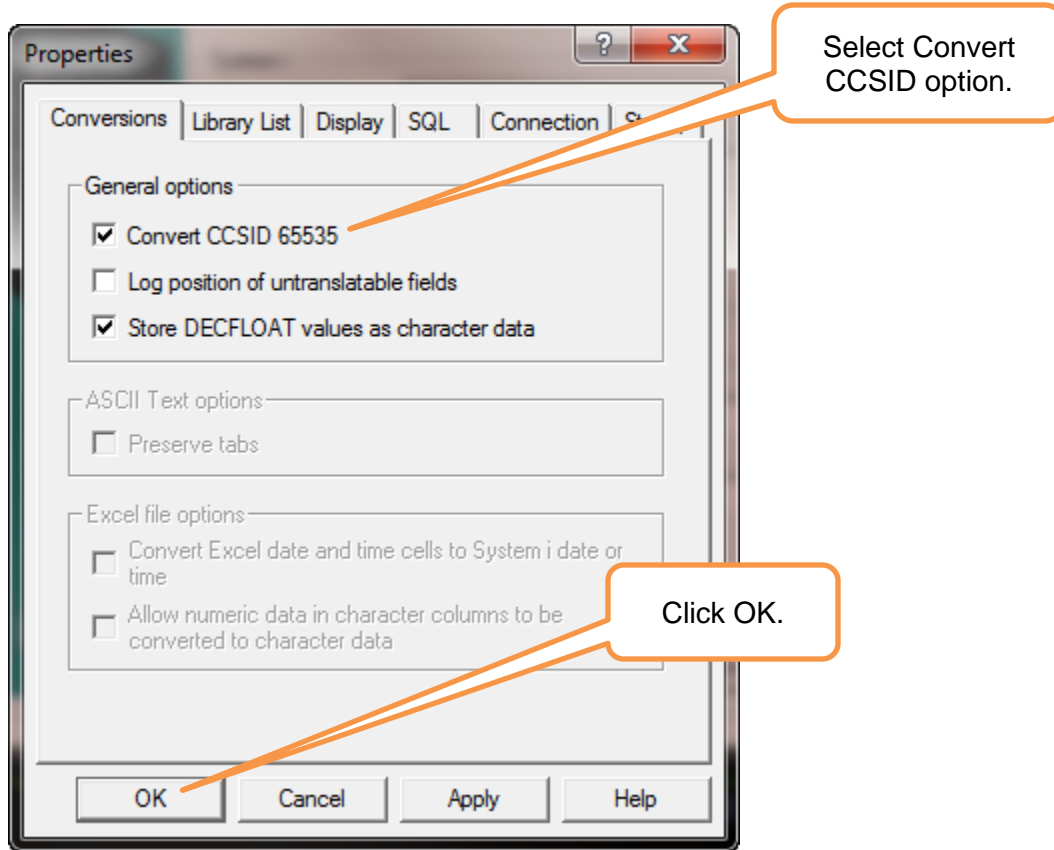 Properties
Select Convert
CCSID option.
Conversions Library List Display SQL Connection
General options
Convert CCSID 65535
Log position of untranslatable fields
Store DECFLOAT values as character data
ASCII Text options
Preserve tabs
Excel file options
Convert Excel date and time cells to System i date or
time
Allow numeric data in character columns to be
converted to character data
Click OK.
OK Cancel Apply Help